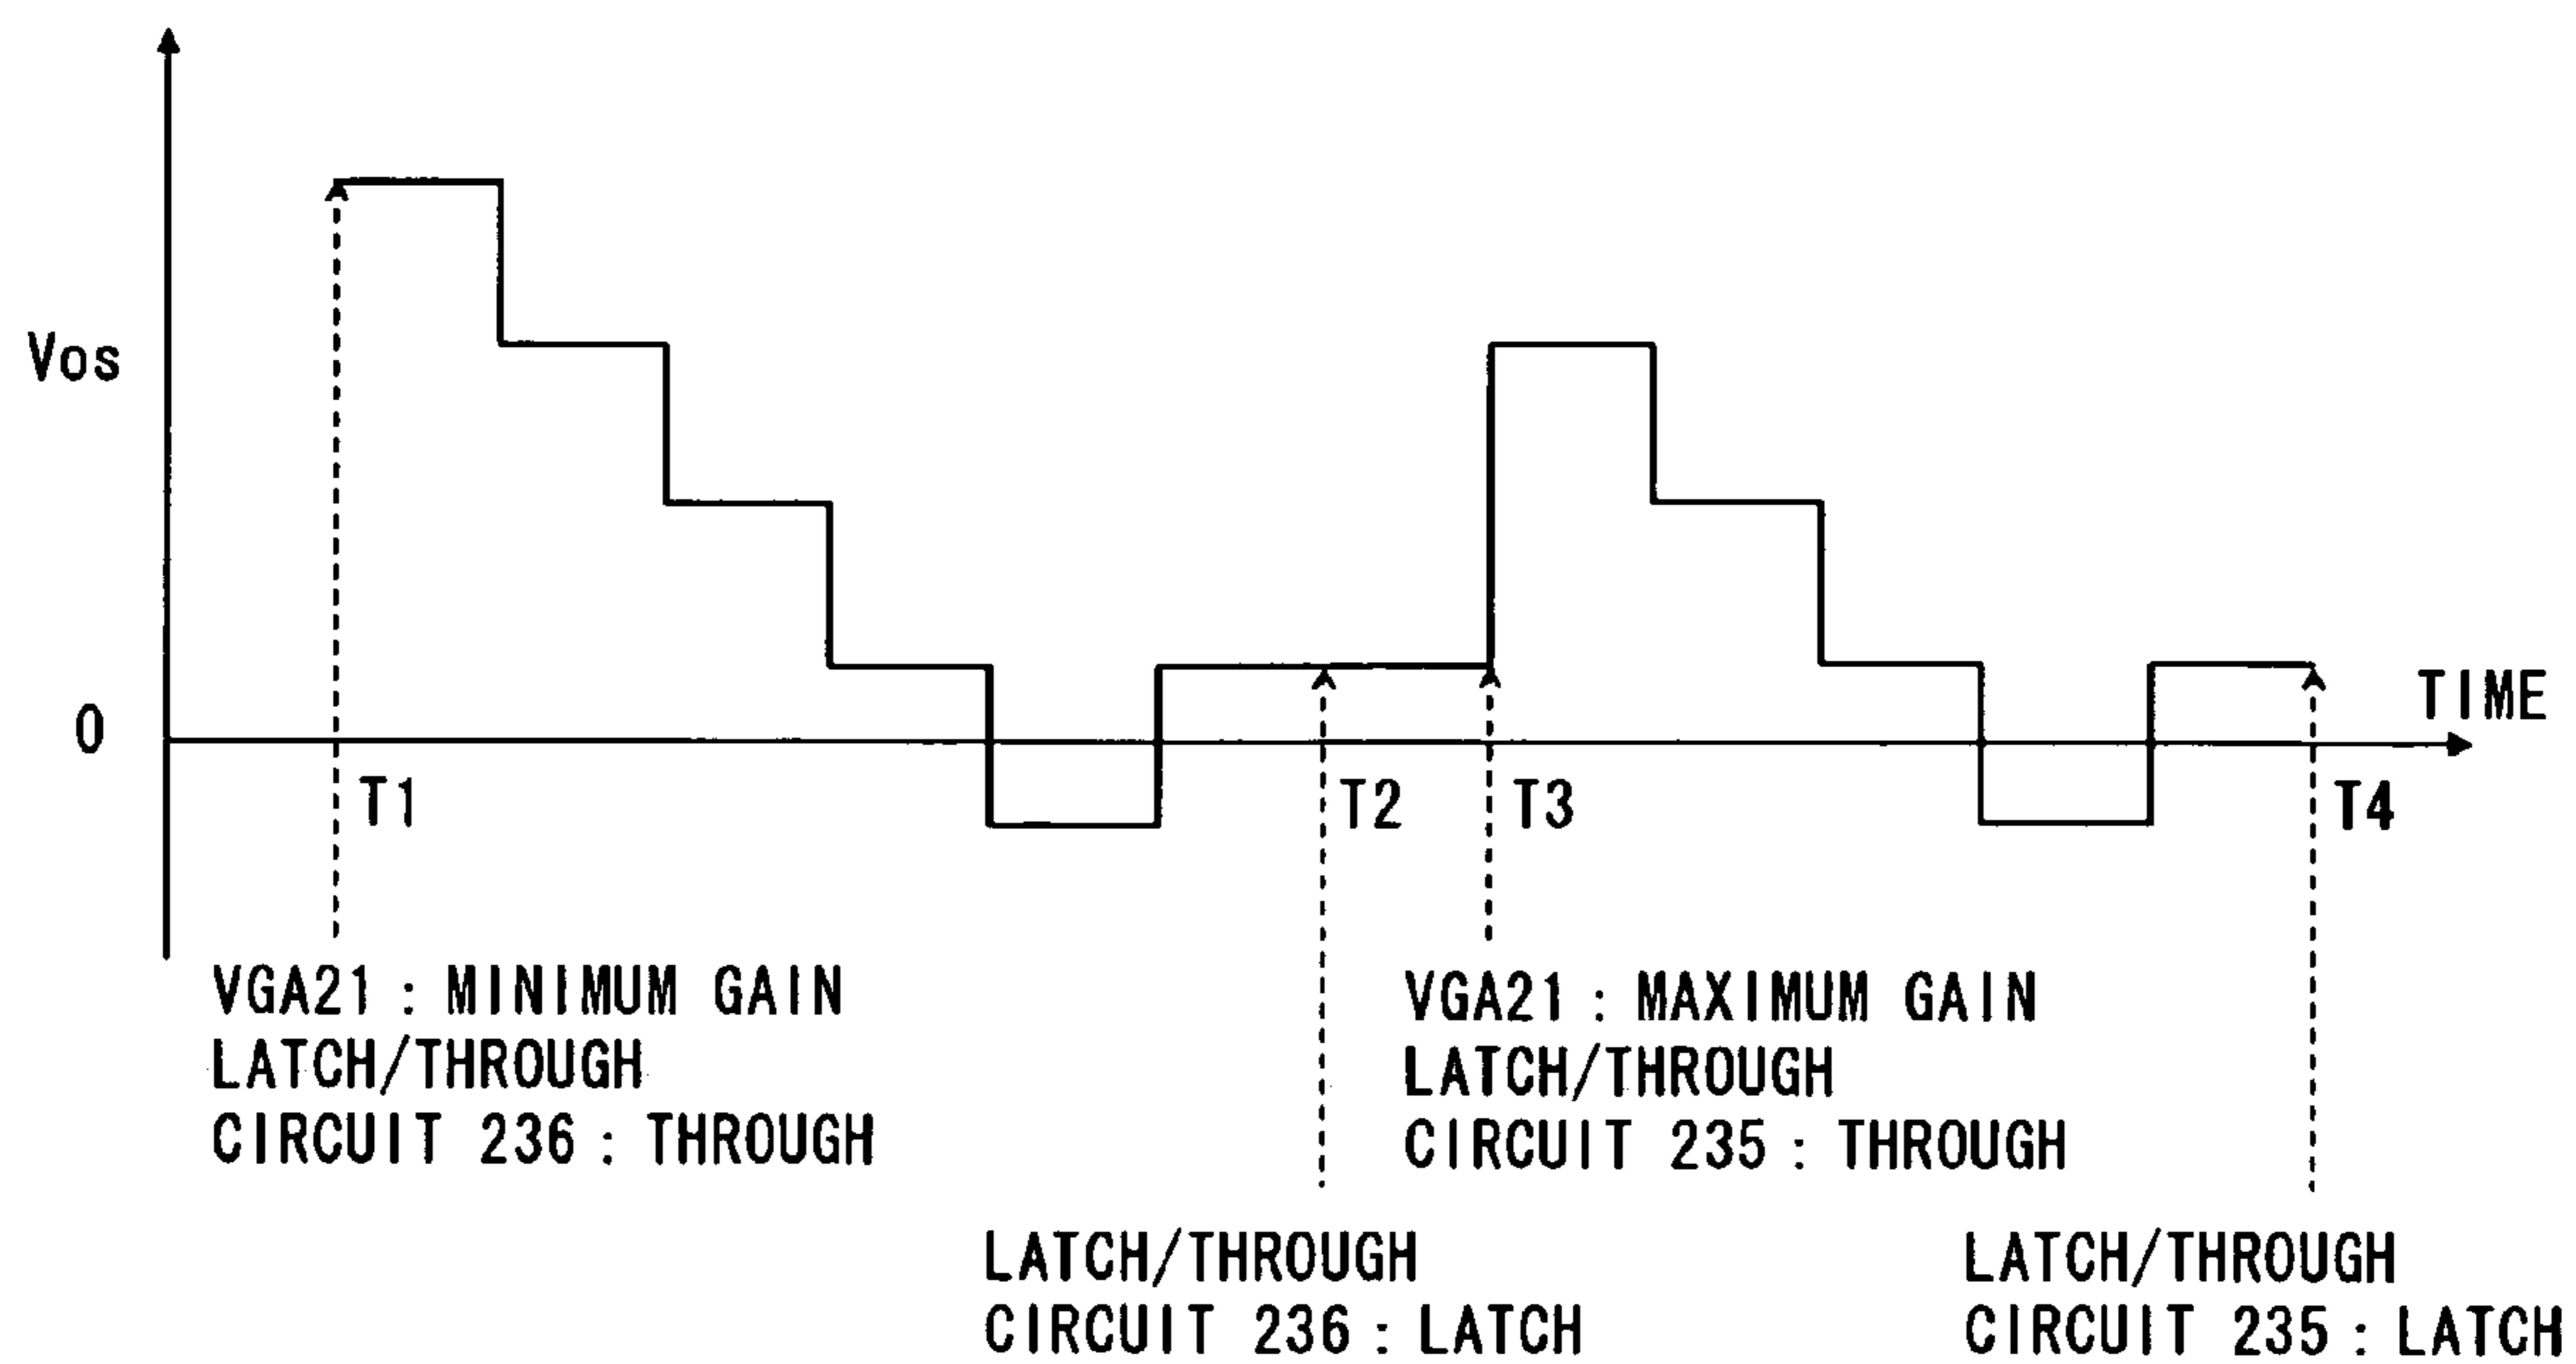 Vos
0
TIME
T1
T2
T3
T4
VGA21 : MINIMUM GAIN
LATCH/THROUGH
CIRCUIT 236 : THROUGH
VGA21 : MAXIMUM GAIN
LATCH/THROUGH
CIRCUIT 235 : THROUGH
LATCH/THROUGH
CIRCUIT 236 : LATCH
LATCH/THROUGH
CIRCUIT 235 : LATCH